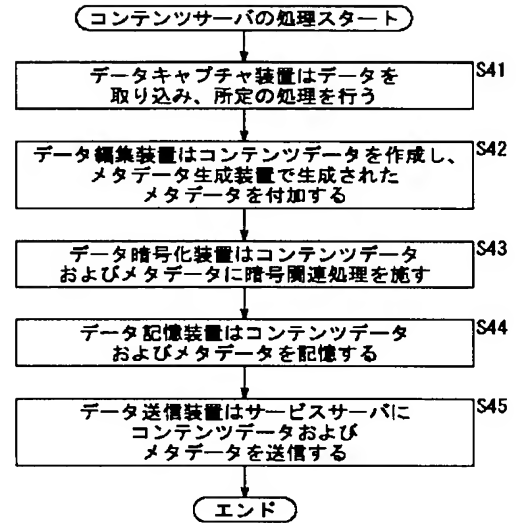 コンテンツサーバの処理スタート
S41
データキャプチャ装置はデータを
取り込み、所定の処理を行う
S42
データ編集装置はコンテンツデータを作成し、
メタデータ生成装置で生成された
メタデータを付加する
S43
データ暗号化装置はコンテンツデータ
およびメタデータに暗号関連処理を施す
S44
データ記憶装置はコンテンツデータ
およびメタデータを記憶する
S45
データ送信装置はサービスサーバに
コンテンツデータおよび
メタデータを送信する
エンド